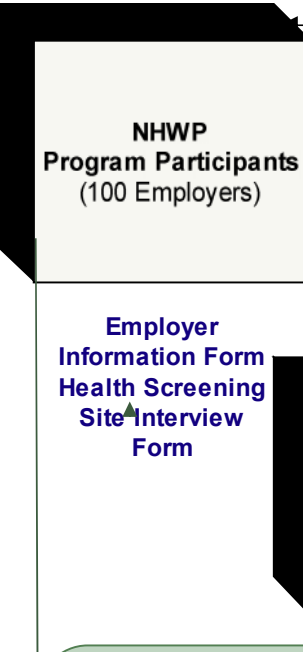 NHWP
Program Participants
(100 Employers)
Employer
Information Form
Health Screening
Site Interview
Form